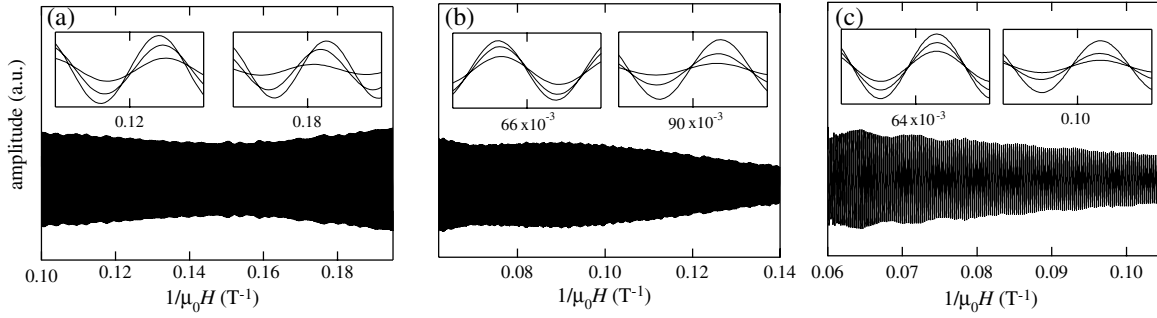 (a)
0.12
0.18
amplitude (a.u.)
0.10
0.12
0.14
0.16
0.18
1/μ₀H (T⁻¹)
(b)
66 x10⁻³
90 x10⁻³
0.08
0.10
0.12
0.14
1/μ₀H (T⁻¹)
(c)
64 x10⁻³
0.10
0.06
0.07
0.08
0.09
0.10
1/μ₀H (T⁻¹)